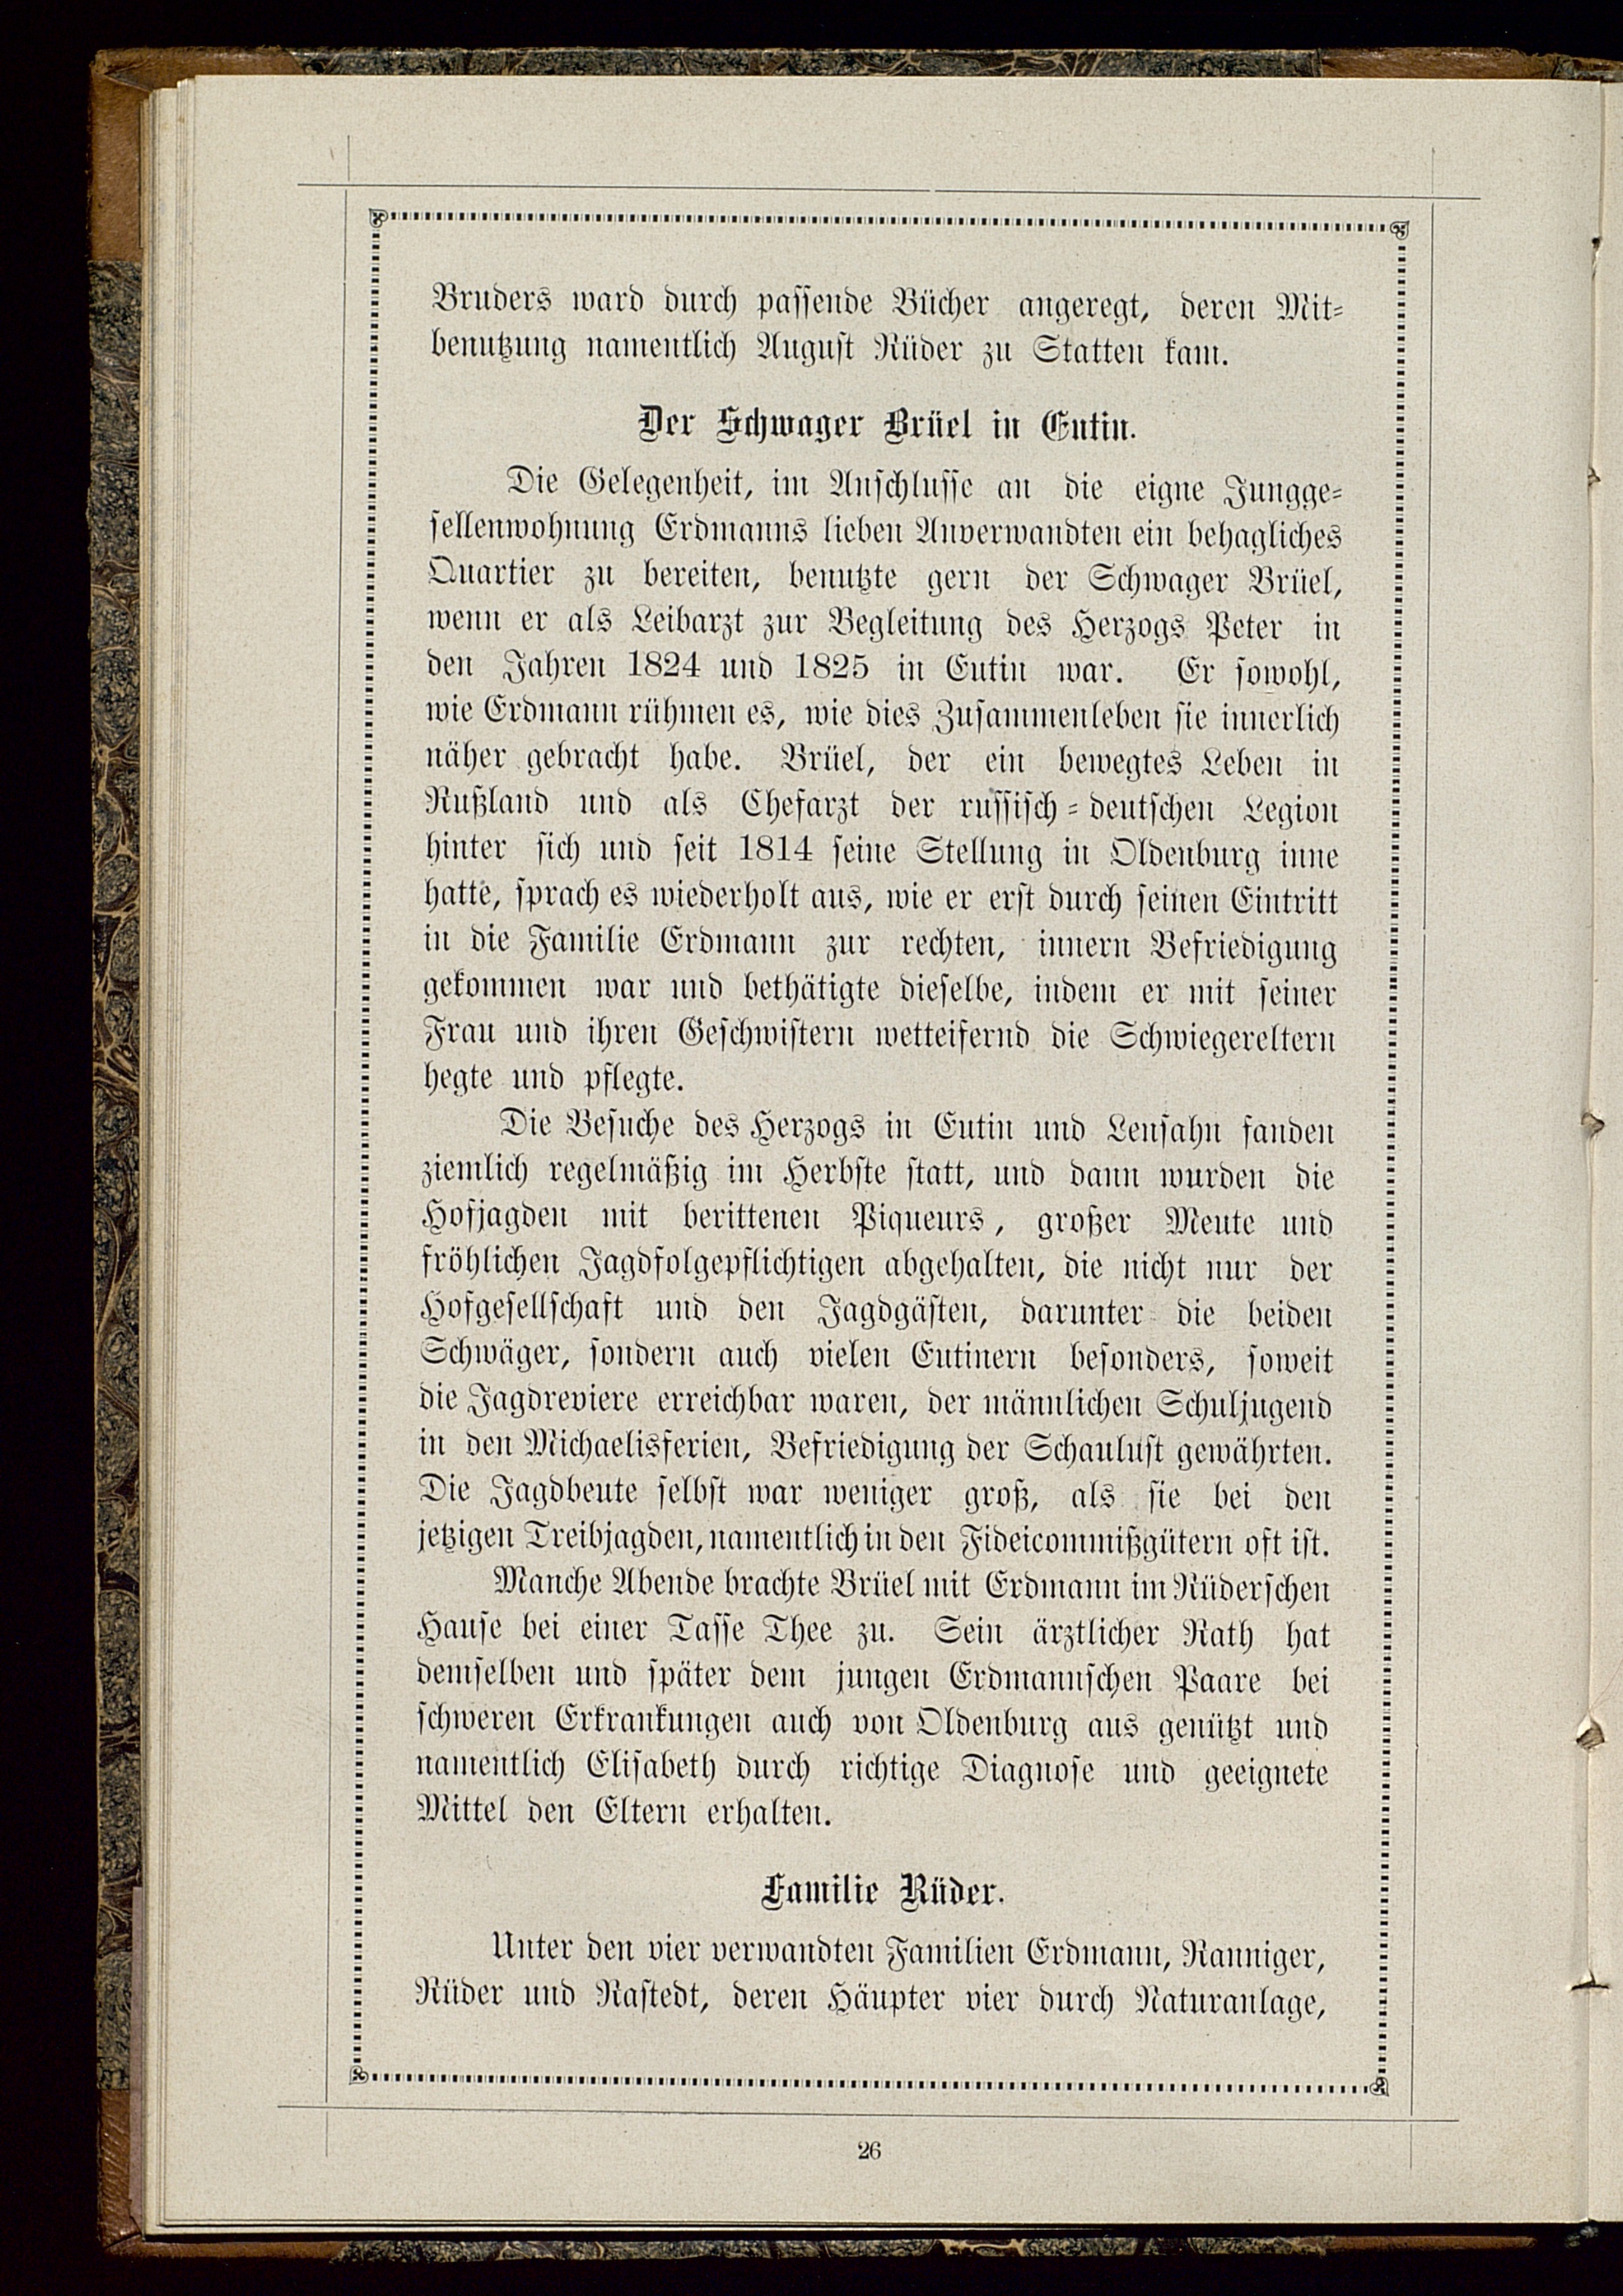 Bruders ward durch passende Bücher angeregt, deren Mit-
benutzung namentlich August Rüder zu Statten kam.
Der Schwager Brüel in Eutin.
Die Gelegenheit, im Anschlusse an die eigne Jungge-
sellenwohnung Erdmanns lieben Anverwandten ein behagliches
Quartier zu bereiten, benutzte gern der Schwager Brüel,
wenn er als Leibarzt zur Begleitung des Herzogs Peter in
den Jahren 1824 und 1825 in Eutin war. Er sowohl,
wie Erdmann rühmen es, wie dies Zusammenleben sie innerlich
näher gebracht habe. Brüel, der ein bewegtes Leben in
Rußland und als Chefarzt der russisch-deutschen Legion
hinter sich und seit 1814 seine Stellung in Oldenburg inne
hatte, sprach es wiederholt aus, wie er erst durch seinen Eintritt
in die Familie Erdmann zur rechten, innern Befriedigung
gekommen war und bethätigte dieselbe, indem er mit seiner
Frau und ihren Geschwistern wetteifernd die Schwiegereltern
hegte und pflegte.
Die Besuche des Herzogs in Eutin und Lensahn fanden
ziemlich regelmäßig im Herbste statt, und dann wurden die
Hofjagden mit berittenen Piqueurs, großer Meute und
fröhlichen Jagdfolgepflichtigen abgehalten, die nicht nur der
Hofgesellschaft und den Jagdgästen, darunter die beiden
Schwäger, sondern auch vielen Eutinern besonders, soweit
die Jagdreviere erreichbar waren, der männlichen Schuljugend
in den Michaelisferien, Befriedigung der Schaulust gewährten.
Die Jagdbeute selbst war weniger groß, als sie bei den
jetzigen Treibjagden, namentlich in den Fideicommißgütern oft ist.
Manche Abende brachte Brüel mit Erdmann im Rüderschen
Hause bei einer Tasse Thee zu. Sein ärztlicher Rath hat
demselben und später dem jungen Erdmannschen Paare bei
schweren Erkrankungen auch von Oldenburg aus genützt und
namentlich Elisabeth durch richtige Diagnose und geeignete
Mittel den Eltern erhalten.
Familie Rüder.
Unter den vier verwandten Familien Erdmann, Ranniger,
Rüder und Rastedt, deren Häupter vier durch Naturanlage,
26